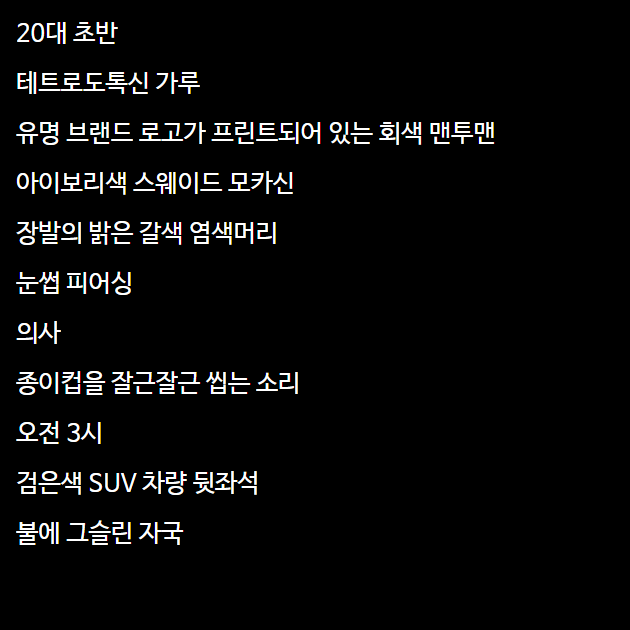 20대 초반
테트로도톡신 가루
유명 브랜드 로고가 프린트되어 있는 회색 맨투맨
아이보리색 스웨이드 모카신
장발의 밝은 갈색 염색머리
눈썹 피어싱
의사
종이컵을 잘근잘근 씹는 소리
오전 3시
검은색 SUV 차량 뒷좌석
불에 그슬린 자국